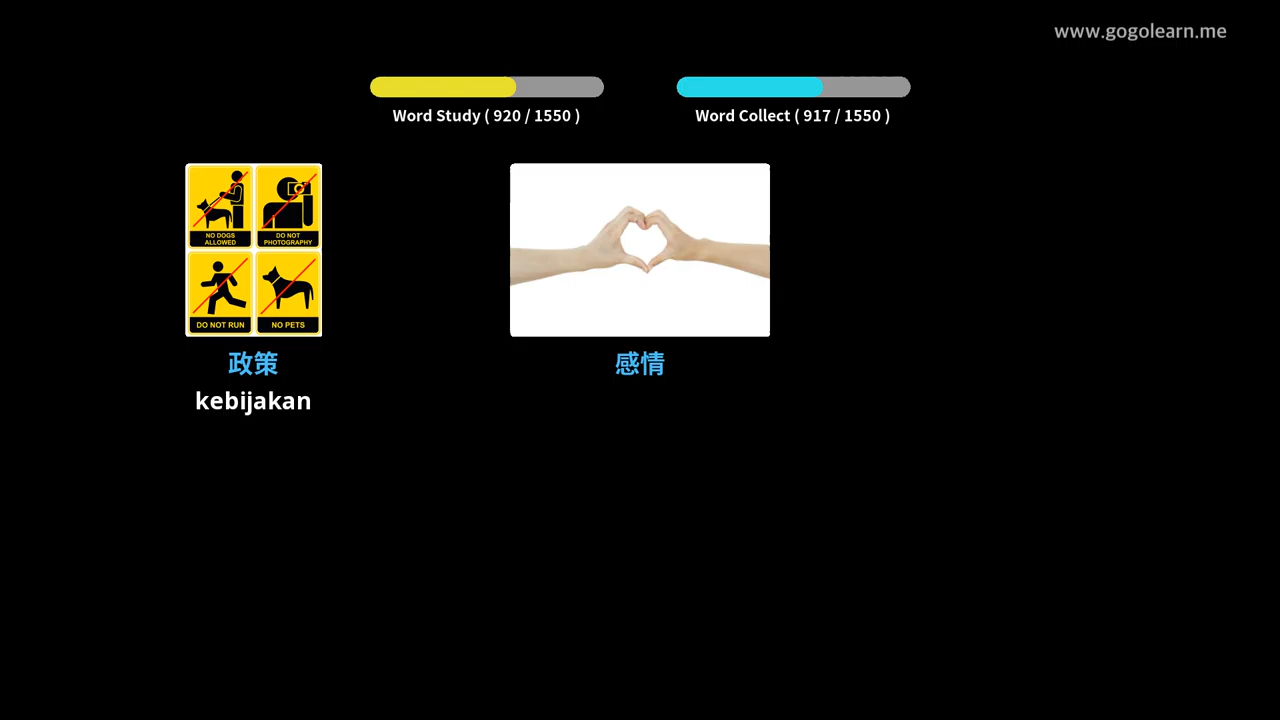 www.gogolearn.me
Word Study ( 920 / 1550 )
Word Collect ( 917 / 1550 )
NO DOGS
ALLOWED
DO NOT
PHOTOGRAPHY
DO NOT RUN
NO PETS
政策
kebijakan
感情